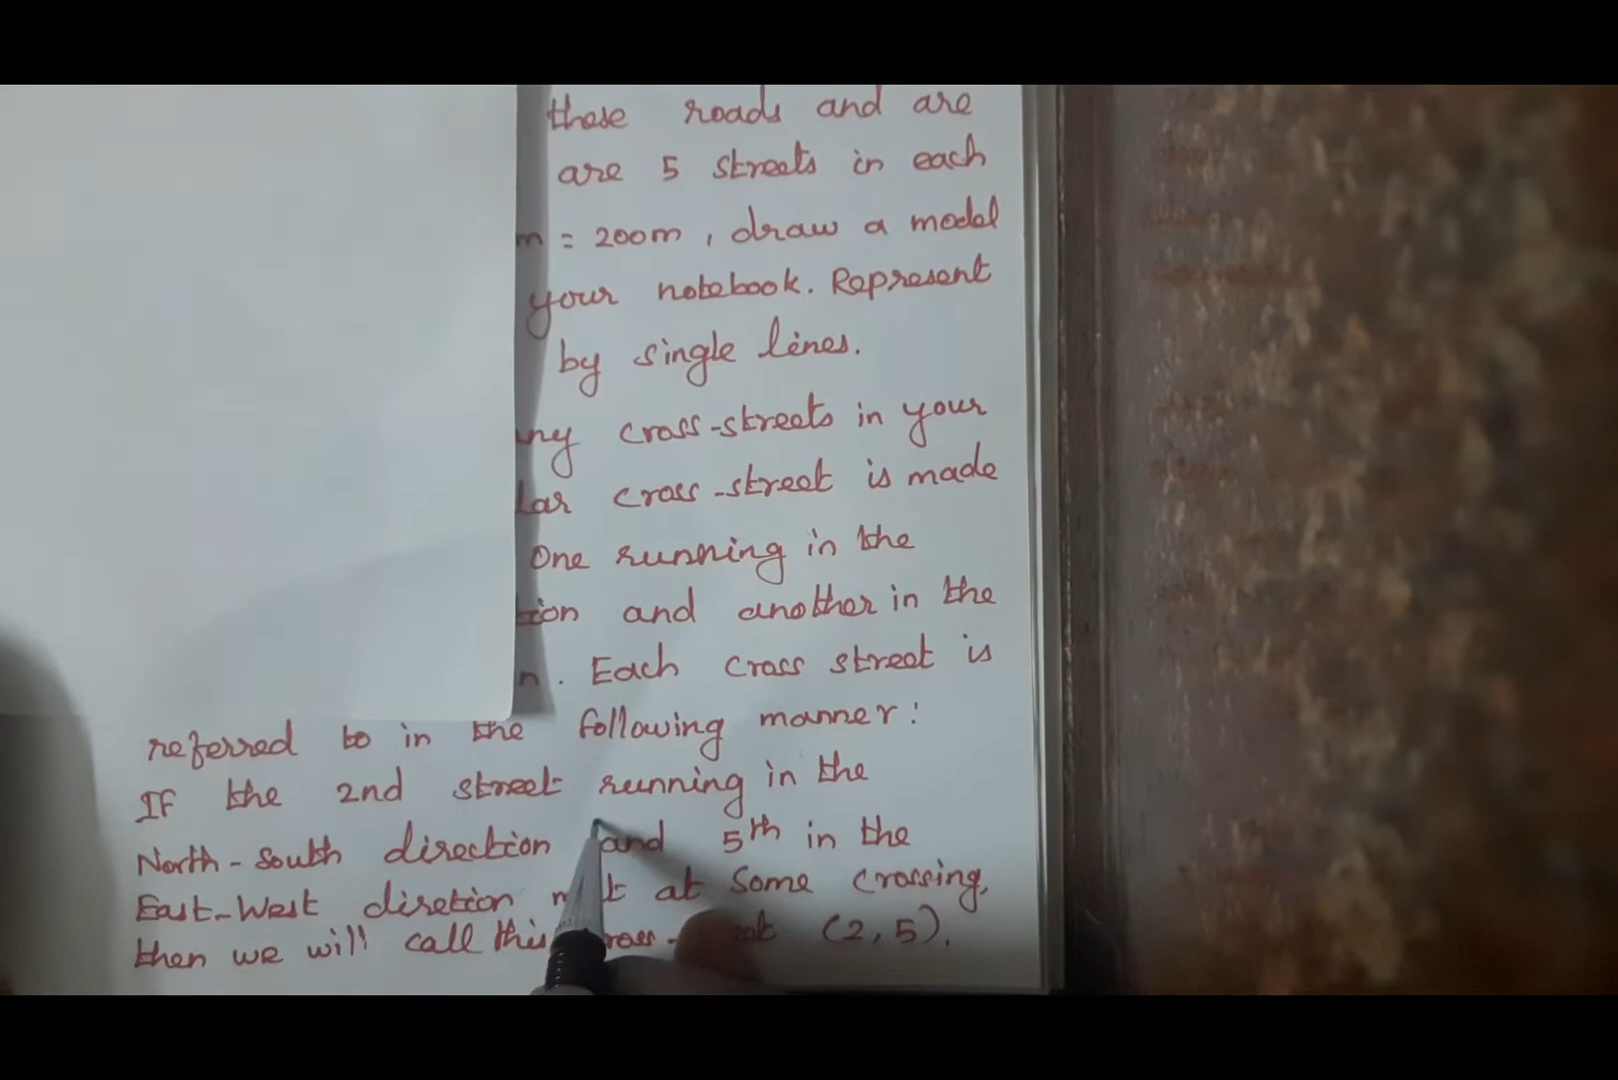 these roads and are
are 5 streets in each
m = 200m, draw a model
your notebook. Represent
by single lines.
cross-streets in your
cross-street is made
One running in the
and another in the
. Each cross street is
referred to in the following manner:
If the 2nd street running in the
North-South direction and 5th in the
East-West diretion at some crossing,
then we will call this (2,5).